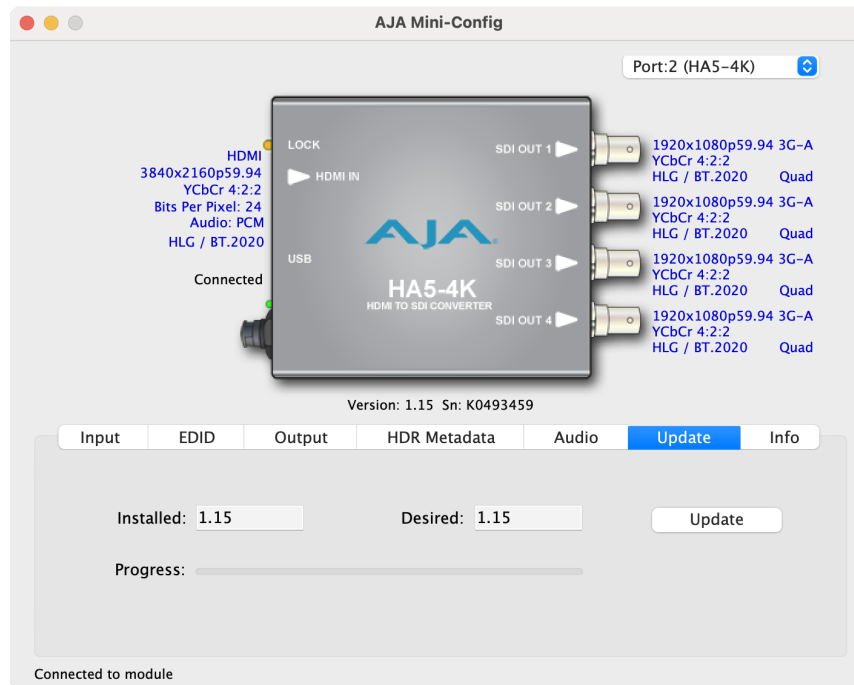 AJA Mini-Config
Port:2 (HA5-4K)
HDMI
3840x2160p59.94
YCbCr 4:2:2
Bits Per Pixel: 24
Audio: PCM
HLG / BT.2020
Connected
LOCK
HDMI IN
USB
AJA
HA5-4K
HDMI TO SDI CONVERTER
SDI OUT 1
1920x1080p59.94 3G-A
YCbCr 4:2:2
HLG / BT.2020 Quad
SDI OUT 2
1920x1080p59.94 3G-A
YCbCr 4:2:2
HLG / BT.2020 Quad
SDI OUT 3
1920x1080p59.94 3G-A
YCbCr 4:2:2
HLG / BT.2020 Quad
SDI OUT 4
1920x1080p59.94 3G-A
YCbCr 4:2:2
HLG / BT.2020 Quad
Version: 1.15 Sn: K0493459
Input EDID Output HDR Metadata Audio Update Info
Installed: 1.15 Desired: 1.15 Update
Progress:
Connected to module